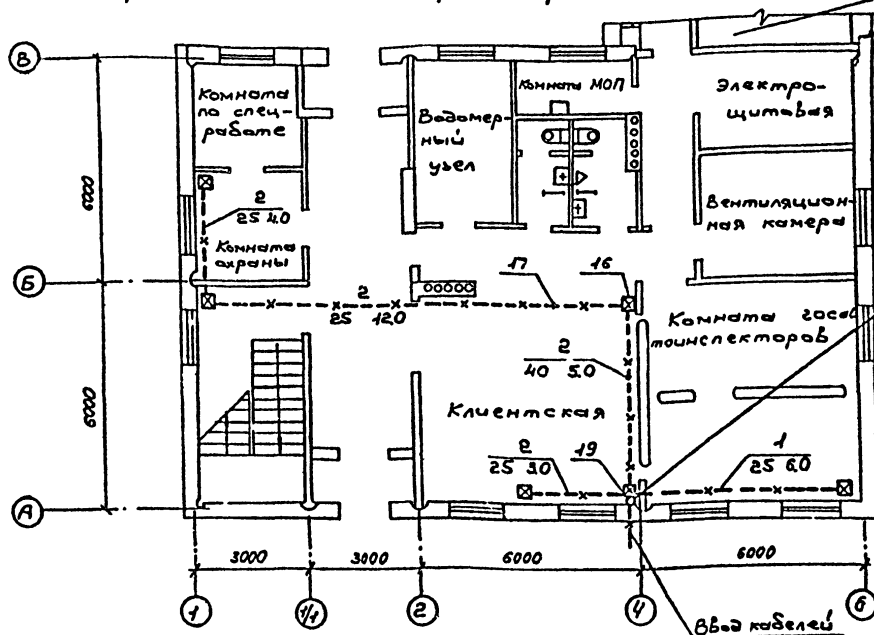 В
Комната
по спец-
работе
Водомер-
ный
узел
Комната МОП
Электро-
щитовая
6000
2
25 4.0
Комната
охраны
Вентиляцион-
ная камера
Б
2
25 12.0
17
16
Комната госав
тоинспекторов
2
40 5.0
6000
Клиентская
2
25 3.0
19
1
25 6.0
А
3000
3000
6000
6000
1
1/1
2
4
6
Ввод кабелей